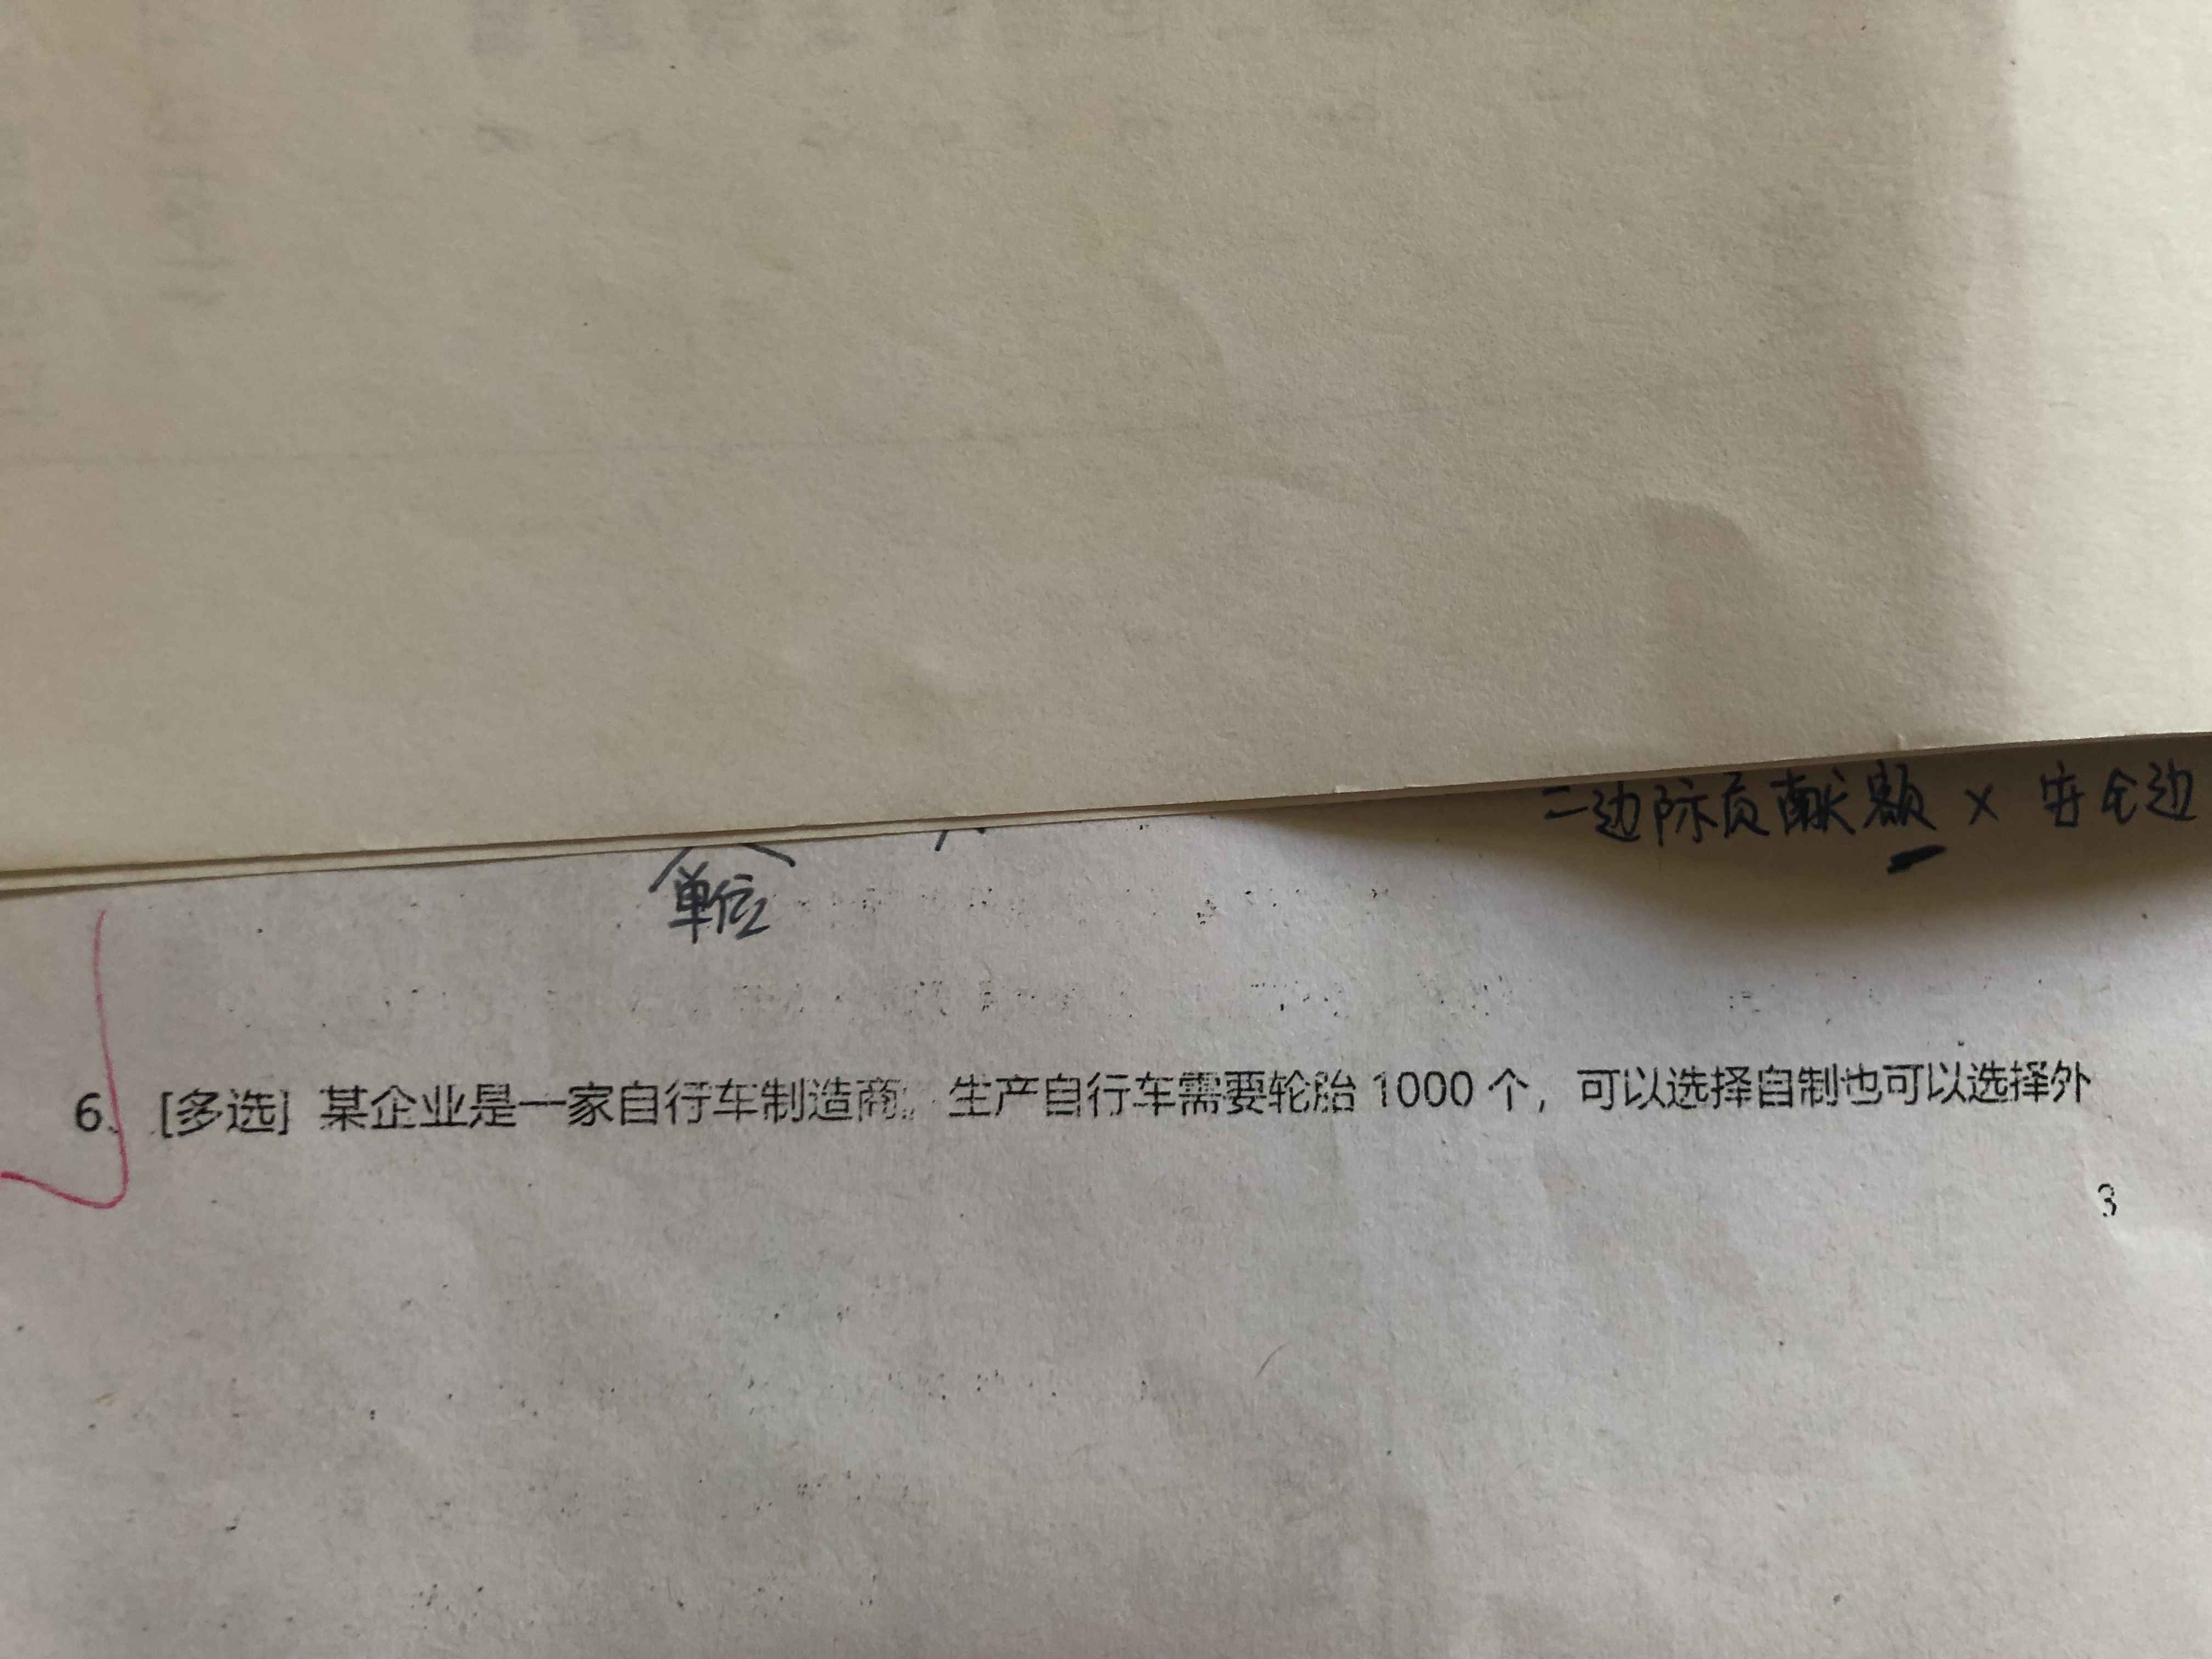 =边际贡献额 × 安全边
单位
6. [多选] 某企业是一家自行车制造商，生产自行车需要轮胎 1000 个，可以选择自制也可以选择外
3